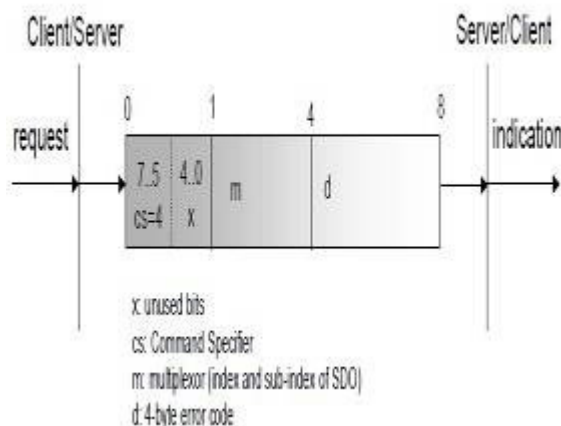 Client/Server Server/Client
0 1 4 8
request indication
7..5 4..0
cs=4 x
m d
x: unused bits
cs: Command Specifier
m: multiplexor (index and sub-index of SDO)
d: 4-byte error code